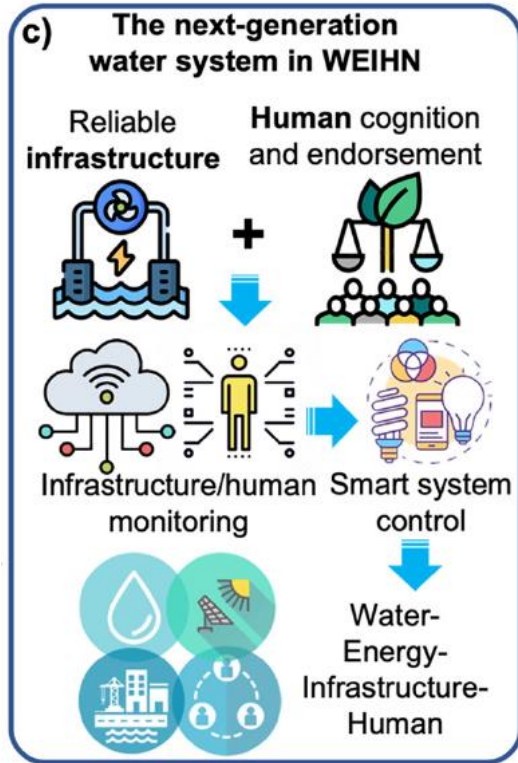 c)
The next-generation
water system in WEIHN
Reliable
infrastructure
Human cognition
and endorsement
+
Infrastructure/human
monitoring
Smart system
control
Water-
Energy-
Infrastructure-
Human